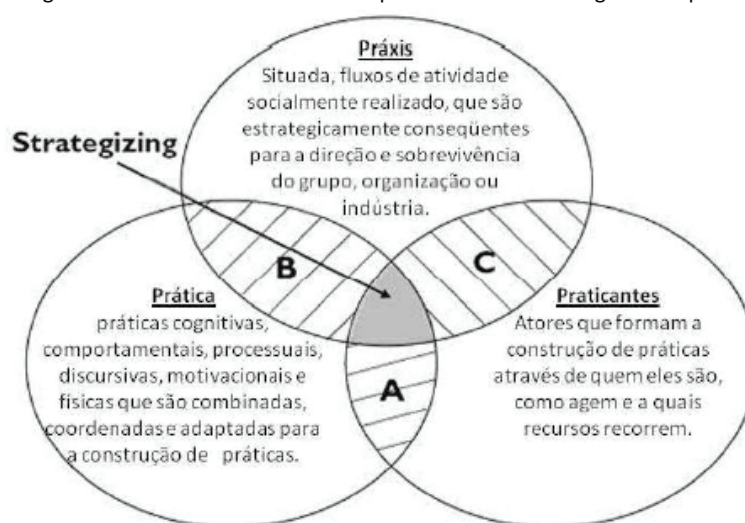 Práxis
Situada, fluxos de atividade
socialmente realizado, que são
estrategicamente conseqüentes
para a direção e sobrevivência
do grupo, organização ou
indústria.
Strategizing
B
C
Prática
práticas cognitivas,
comportamentais, processuais,
discursivas, motivacionais e
físicas que são combinadas,
coordenadas e adaptadas para
a construção de práticas.
Praticantes
Atores que formam a
construção de práticas
através de quem eles são,
como agem e a quais
recursos recorrem.
A